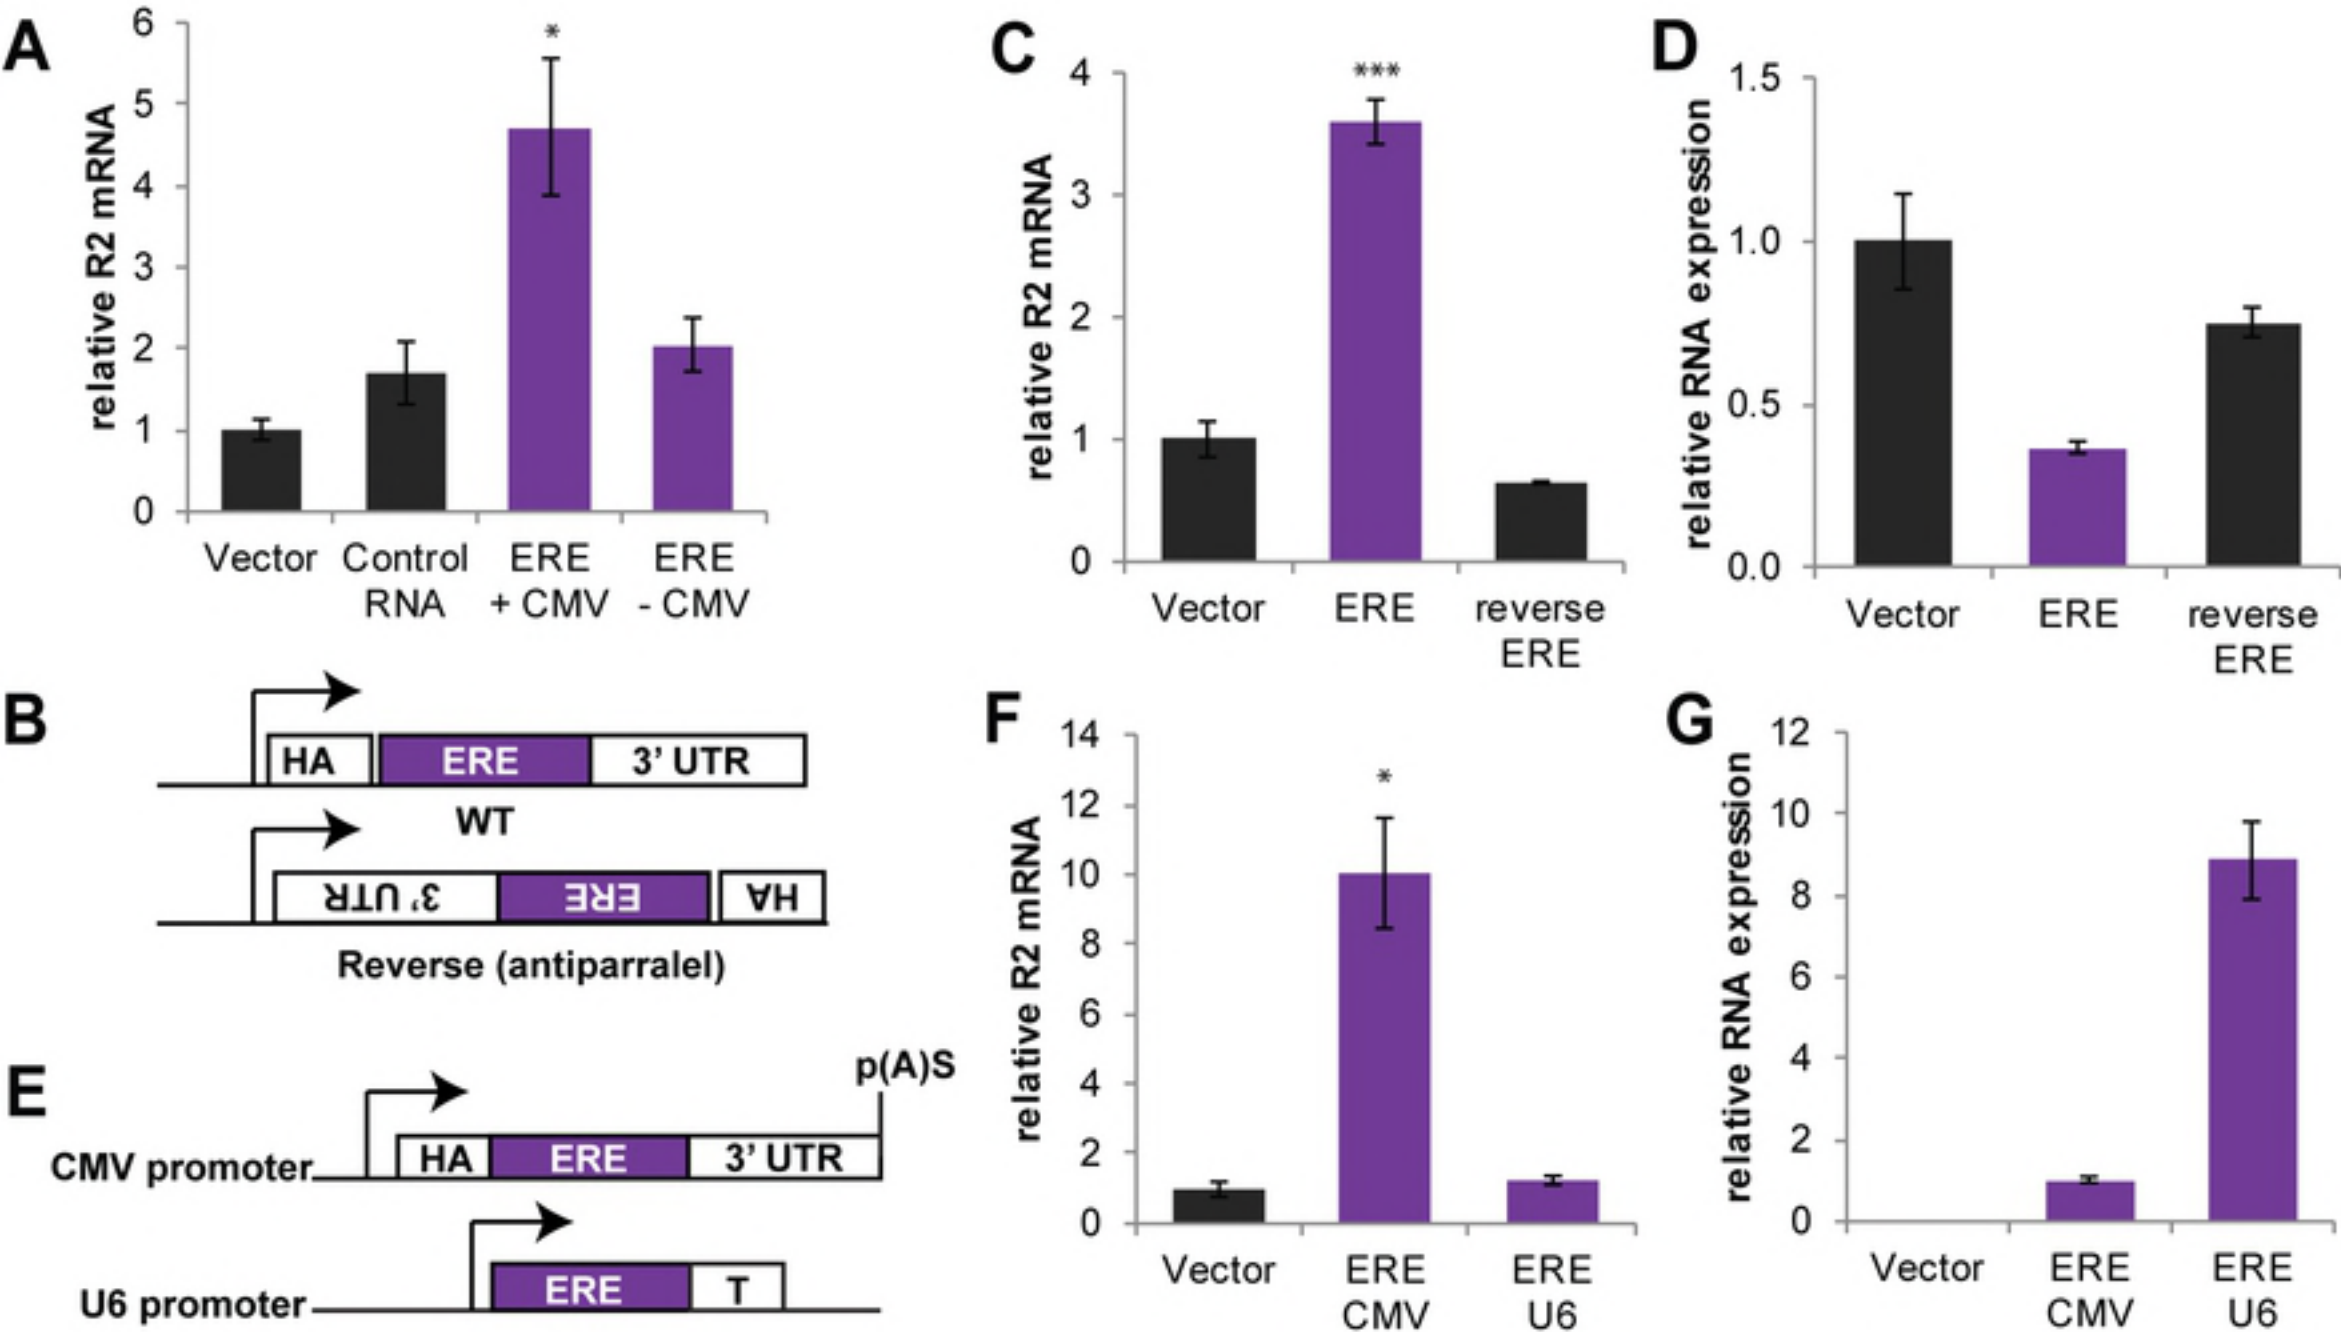 A
relative R2 mRNA
6
5
4
3
2
1
0
*
Vector
Control
RNA
ERE
+ CMV
ERE
- CMV
B
HA
ERE
3' UTR
WT
3' UTR
ERE
HA
Reverse (antiparralel)
C
relative R2 mRNA
4
3
2
1
0
***
Vector
ERE
reverse
ERE
D
relative RNA expression
1.5
1.0
0.5
0.0
Vector
ERE
reverse
ERE
E
p(A)S
CMV promoter
HA
ERE
3' UTR
U6 promoter
ERE
T
F
relative R2 mRNA
14
12
10
8
6
4
2
0
*
Vector
ERE
CMV
ERE
U6
G
relative RNA expression
12
10
8
6
4
2
0
Vector
ERE
CMV
ERE
U6